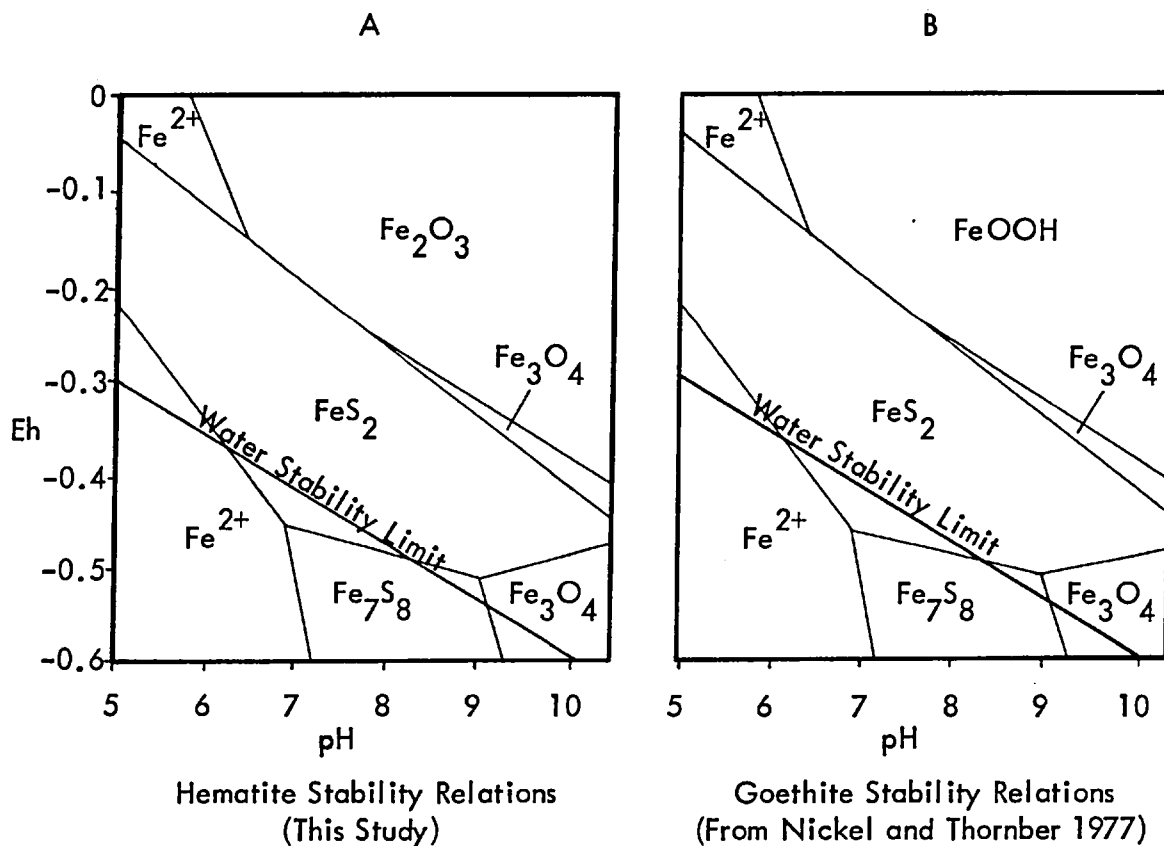 A
B
0
-0.1
-0.2
-0.3
-0.4
-0.5
-0.6
Eh
Fe2+
Fe2O3
Fe3O4
FeS2
Water Stability Limit
Fe2+
Fe7S8
Fe3O4
5 6 7 8 9 10
pH
Hematite Stability Relations
(This Study)
Fe2+
FeOOH
Fe3O4
FeS2
Water Stability Limit
Fe2+
Fe7S8
Fe3O4
5 6 7 8 9 10
pH
Goethite Stability Relations
(From Nickel and Thornber 1977)